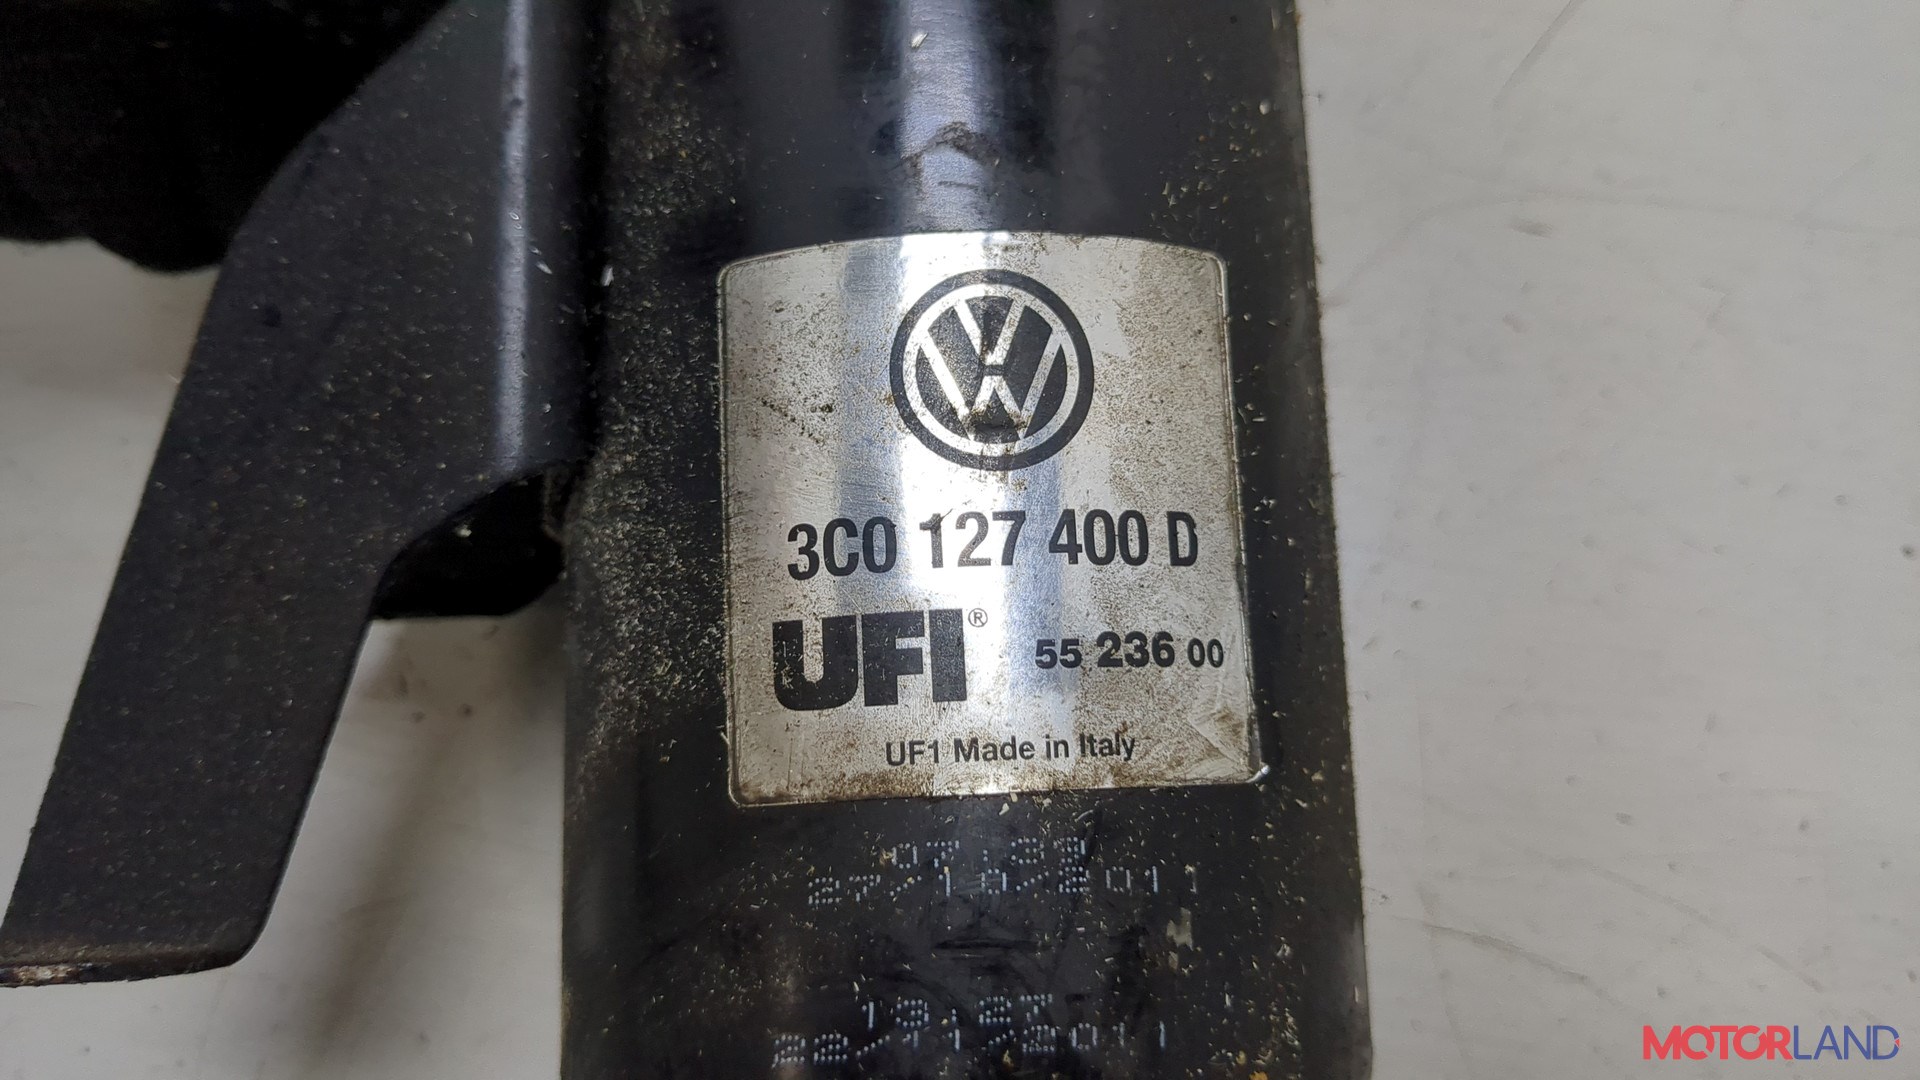 3C0 127 400 D
UFI® 55 236 00
UF1 Made in Italy
MOTORLAND